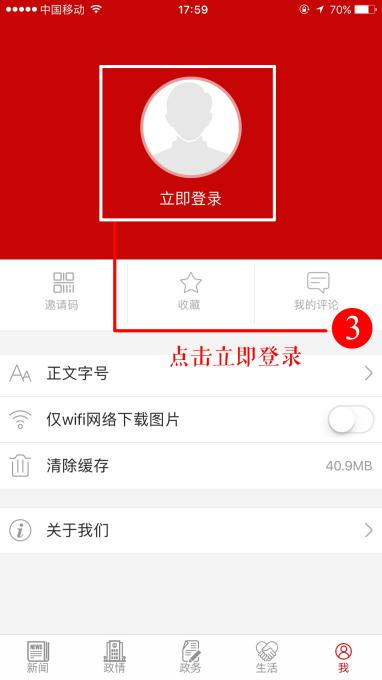 中国移动 17:59 70%
立即登录
邀请码 收藏 我的评论
3
点击立即登录
正文字号
仅wifi网络下载图片
清除缓存 40.9MB
关于我们
NEWS
新闻 政情 政务 生活 我